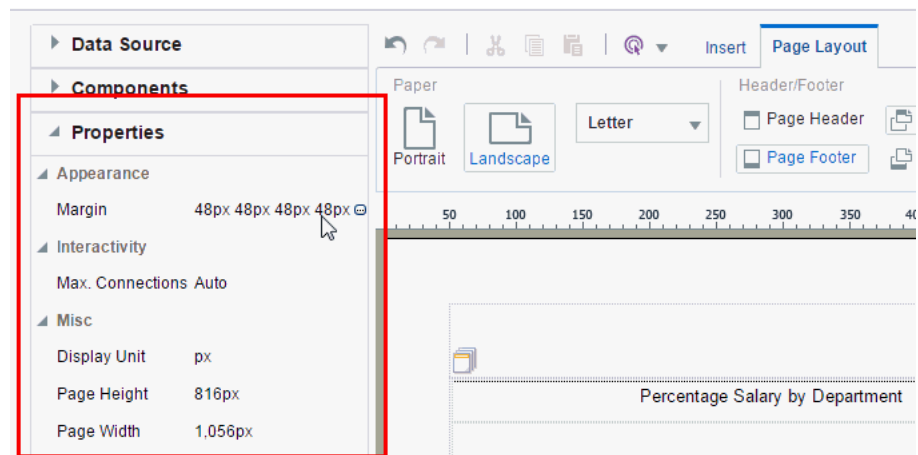 Data Source
Components
Properties
Appearance
Margin 48px 48px 48px 48px
Interactivity
Max. Connections Auto
Misc
Display Unit px
Page Height 816px
Page Width 1,056px
Insert Page Layout
Paper
Portrait
Landscape
Letter
Header/Footer
Page Header
Page Footer
50 100 150 200 250 300 350 40
Percentage Salary by Department